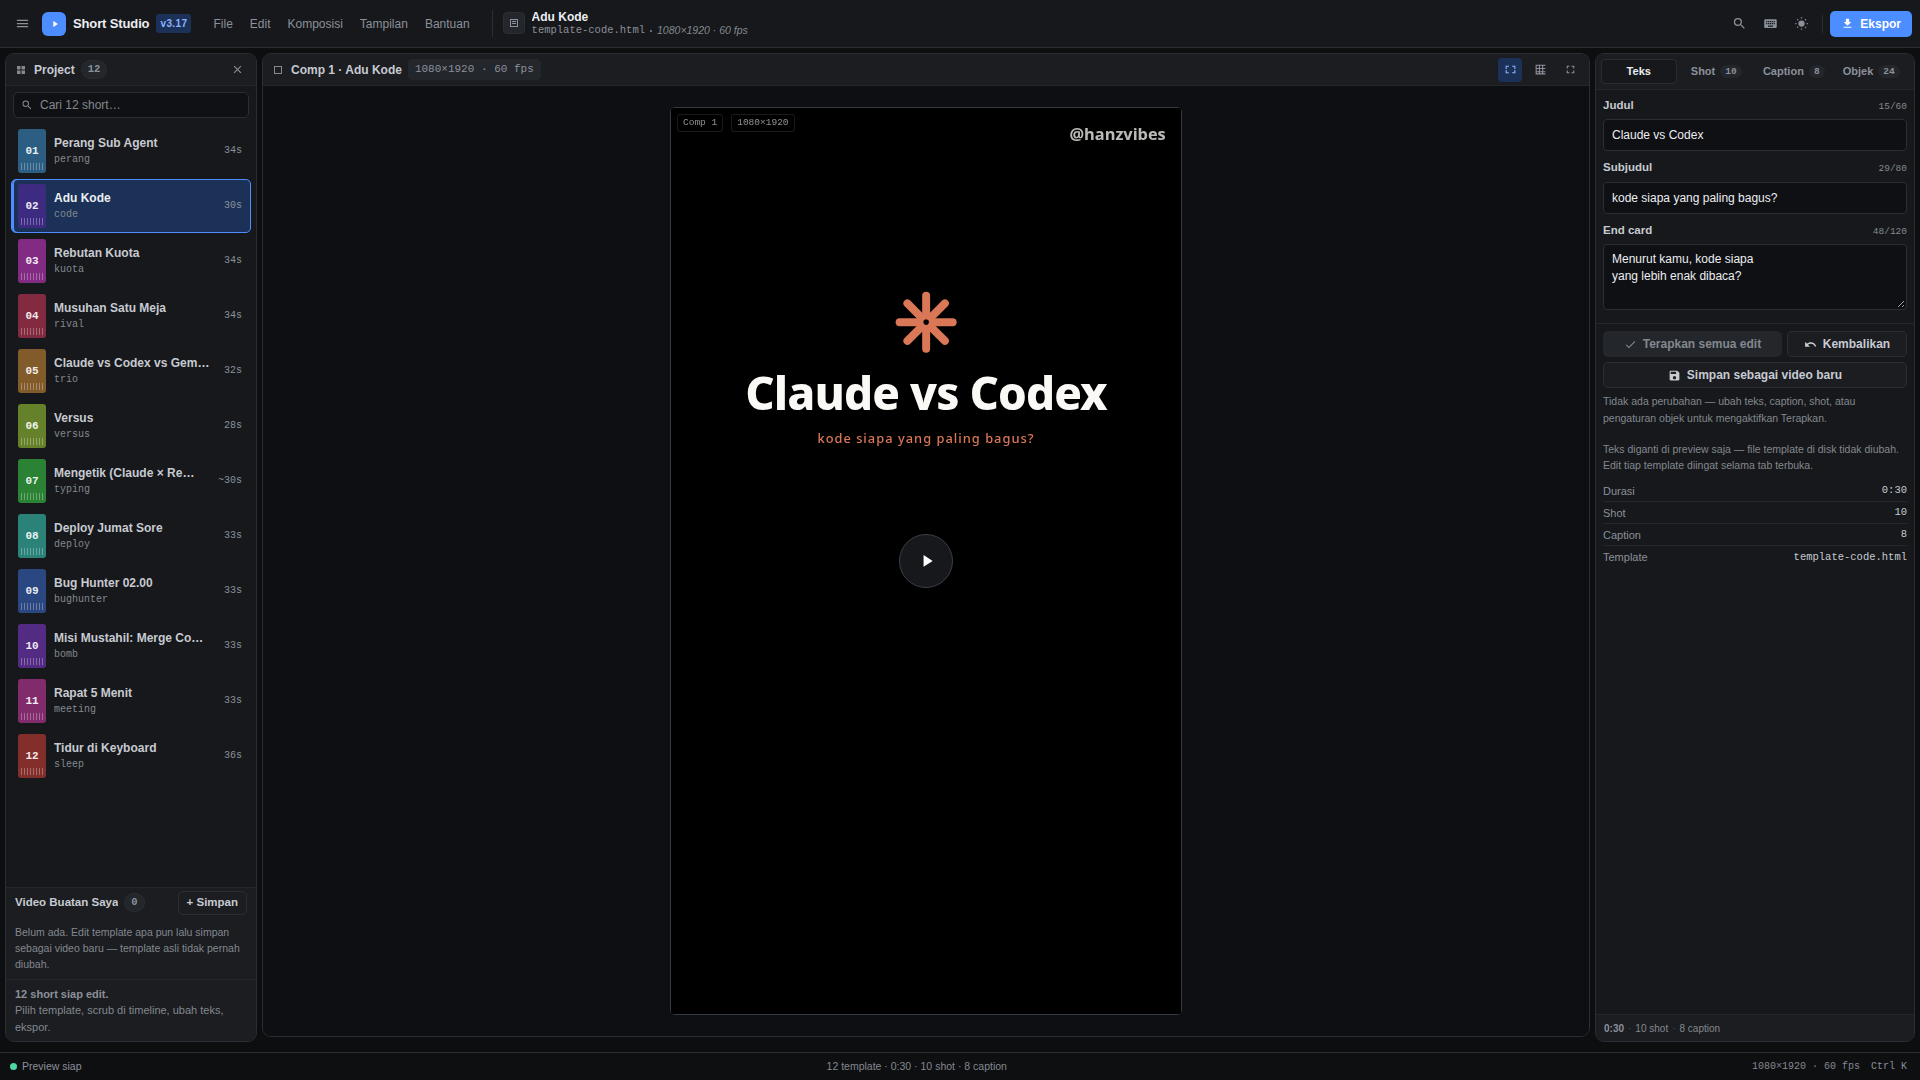 Short Studio v3.17 File Edit Komposisi Tampilan Bantuan
Adu Kode
template-code.html · 1080×1920 · 60 fps
Ekspor
Project 12
Cari 12 short…
01 Perang Sub Agent 34s
perang
02 Adu Kode 30s
code
03 Rebutan Kuota 34s
kuota
04 Musuhan Satu Meja 34s
rival
05 Claude vs Codex vs Gem… 32s
trio
06 Versus 28s
versus
07 Mengetik (Claude × Re… ~30s
typing
08 Deploy Jumat Sore 33s
deploy
09 Bug Hunter 02.00 33s
bughunter
10 Misi Mustahil: Merge Co… 33s
bomb
11 Rapat 5 Menit 33s
meeting
12 Tidur di Keyboard 36s
sleep
Video Buatan Saya 0 + Simpan
Belum ada. Edit template apa pun lalu simpan
sebagai video baru — template asli tidak pernah
diubah.
12 short siap edit.
Pilih template, scrub di timeline, ubah teks,
ekspor.
Comp 1 · Adu Kode 1080×1920 · 60 fps
Comp 1 1080×1920
@hanzvibes
Claude vs Codex
kode siapa yang paling bagus?
Teks Shot 10 Caption 8 Objek 24
Judul 15/60
Claude vs Codex
Subjudul 29/80
kode siapa yang paling bagus?
End card 48/120
Menurut kamu, kode siapa
yang lebih enak dibaca?
Terapkan semua edit Kembalikan
Simpan sebagai video baru
Tidak ada perubahan — ubah teks, caption, shot, atau
pengaturan objek untuk mengaktifkan Terapkan.
Teks diganti di preview saja — file template di disk tidak diubah.
Edit tiap template diingat selama tab terbuka.
Durasi 0:30
Shot 10
Caption 8
Template template-code.html
0:30 · 10 shot · 8 caption
Preview siap
12 template · 0:30 · 10 shot · 8 caption
1080×1920 · 60 fps Ctrl K